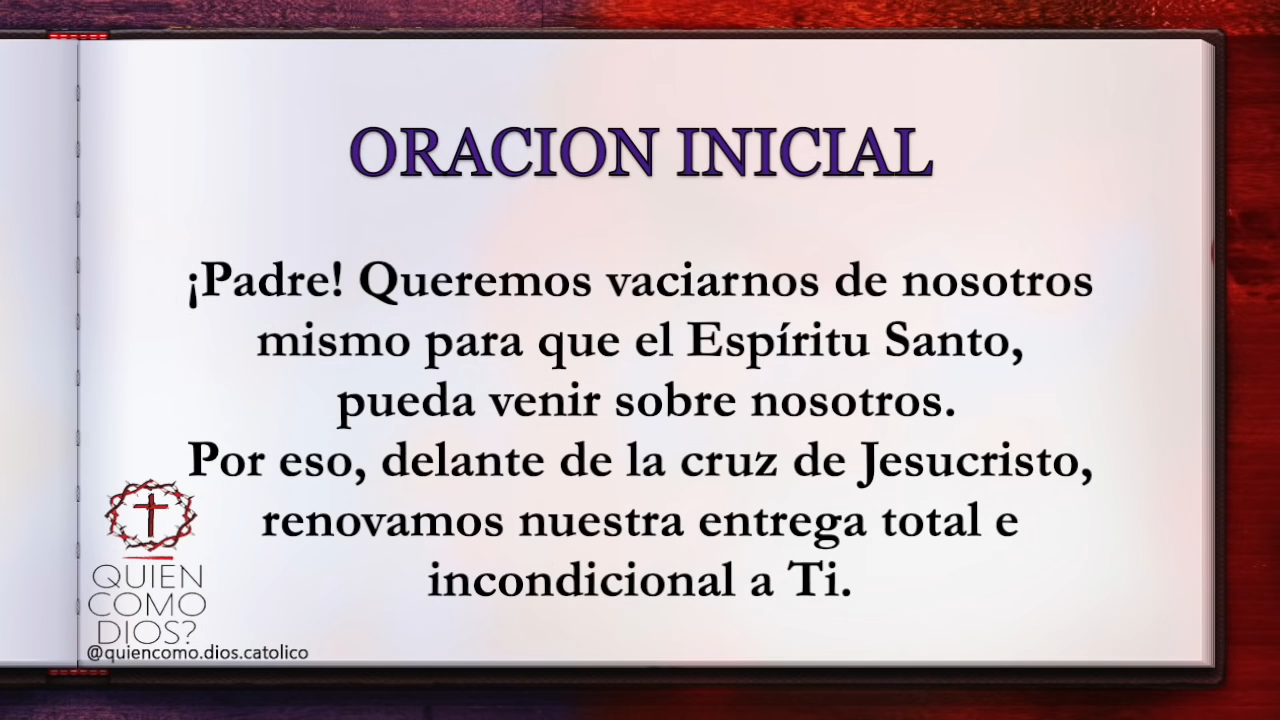 ORACION INICIAL
¡Padre! Queremos vaciarnos de nosotros
mismo para que el Espíritu Santo,
pueda venir sobre nosotros.
Por eso, delante de la cruz de Jesucristo,
renovamos nuestra entrega total e
incondicional a Ti.
QUIEN
COMO
DIOS?
@quiencomo.dios.catolico